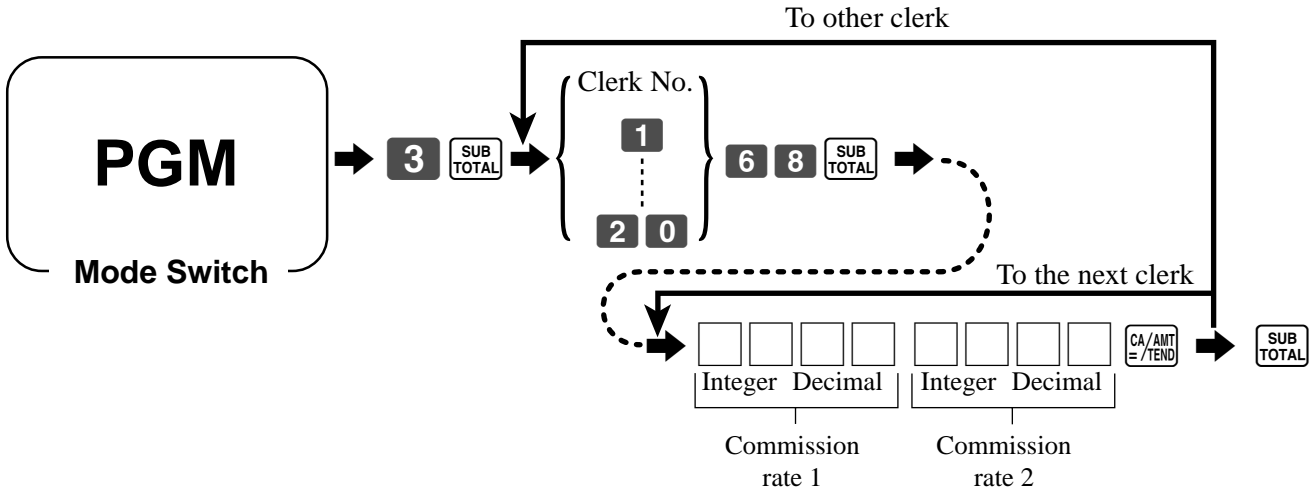 To other clerk
Clerk No.
1
PGM
3 SUB TOTAL
6 8 SUB TOTAL
2 0
Mode Switch
To the next clerk
CA/AMT
= /TEND
SUB TOTAL
Integer Decimal Integer Decimal
Commission rate 1
Commission rate 2